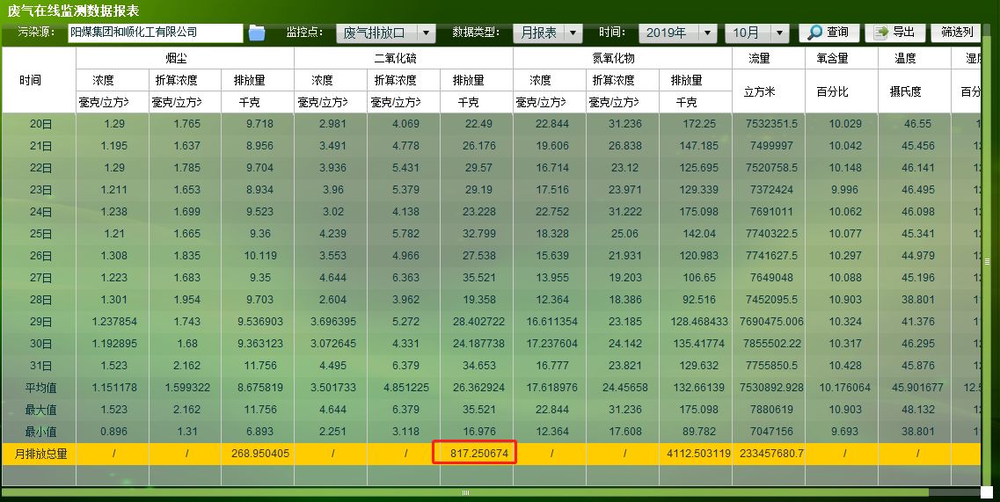 废气在线监测数据报表
污染源： 阳煤集团和顺化工有限公司 监控点： 废气排放口 数据类型： 月报表 时间： 2019年 10月 查询 导出 筛选列
时间 烟尘 二氧化硫 氮氧化物 流量 氧含量 温度
浓度 折算浓度 排放量 浓度 折算浓度 排放量 浓度 折算浓度 排放量 立方米 百分比 摄氏度 百分
毫克/立方 毫克/立方 千克 毫克/立方 毫克/立方 千克 毫克/立方 毫克/立方 千克
20日 1.29 1.765 9.718 2.981 4.069 22.49 22.844 31.236 172.25 7532351.5 10.029 46.55
21日 1.195 1.637 8.956 3.491 4.778 26.176 19.606 26.838 147.185 7499997 10.042 45.456
22日 1.29 1.785 9.704 3.936 5.431 29.57 16.714 23.12 125.695 7520758.5 10.148 46.141
23日 1.211 1.653 8.934 3.96 5.379 29.19 17.516 23.971 129.339 7372424 9.996 46.495
24日 1.238 1.699 9.523 3.02 4.138 23.228 22.752 31.222 175.098 7691011 10.062 46.098
25日 1.21 1.665 9.36 4.239 5.782 32.799 18.328 25.06 142.04 7740322.5 10.077 45.341
26日 1.308 1.835 10.119 3.553 4.966 27.538 15.639 21.931 120.983 7741627.5 10.297 44.979
27日 1.223 1.683 9.35 4.644 6.363 35.521 13.955 19.203 106.65 7649048 10.088 45.196
28日 1.301 1.954 9.703 2.604 3.962 19.358 12.364 18.386 92.516 7452095.5 10.903 38.801
29日 1.237854 1.743 9.536903 3.696395 5.272 28.402722 16.611354 23.185 128.468433 7690475.006 10.324 41.376
30日 1.192895 1.68 9.363123 3.072645 4.331 24.187738 17.237604 24.142 135.41774 7855502.22 10.317 46.295
31日 1.523 2.162 11.756 4.495 6.379 34.653 16.777 23.821 129.632 7755850.5 10.428 45.876
平均值 1.151178 1.599322 8.675819 3.501733 4.851225 26.362924 17.618976 24.45658 132.66139 7530892.928 10.176064 45.901677 12.5
最大值 1.523 2.162 11.756 4.644 6.379 35.521 22.844 31.236 175.098 7880619 10.903 48.132
最小值 0.896 1.31 6.893 2.251 3.118 16.976 12.364 17.608 89.782 7047156 9.693 38.801
月排放总量 / / 268.950405 / / 817.250674 / / 4112.503119 233457680.7 / /